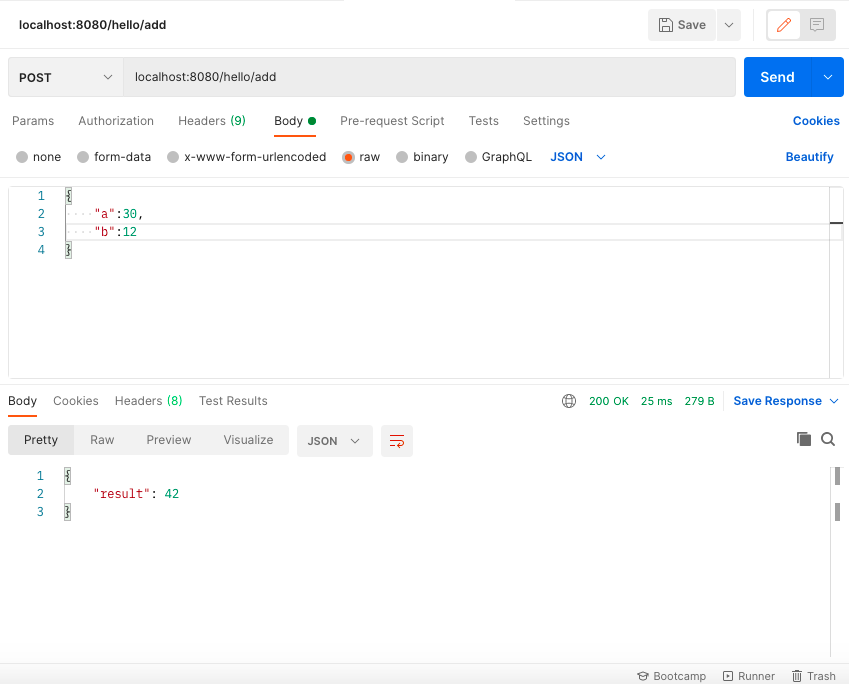 localhost:8080/hello/add Save
POST localhost:8080/hello/add Send
Params Authorization Headers (9) Body Pre-request Script Tests Settings Cookies
none form-data x-www-form-urlencoded raw binary GraphQL JSON Beautify
1 {
2 ····"a":30,
3 ····"b":12
4 }
Body Cookies Headers (8) Test Results 200 OK 25 ms 279 B Save Response
Pretty Raw Preview Visualize JSON
1 {
2     "result": 42
3 }
Bootcamp Runner Trash